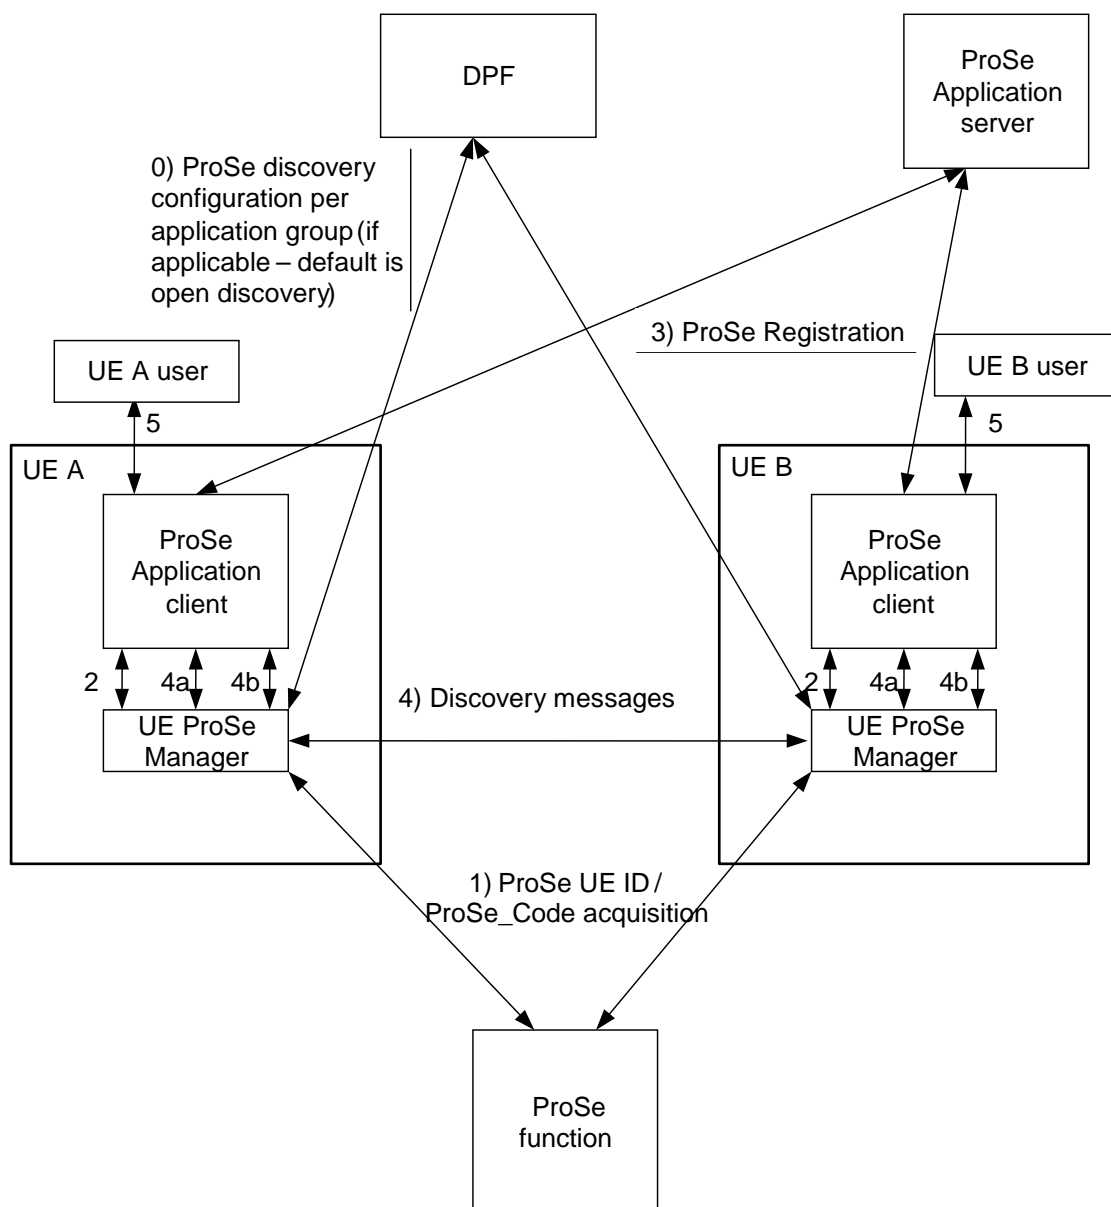 DPF
ProSe
Application
server
0) ProSe discovery
configuration per
application group (if
applicable – default is
open discovery)
3) ProSe Registration
UE A user
UE B user
5
5
UE A
UE B
ProSe
Application
client
ProSe
Application
client
2
4a
4b
2
4a
4b
4) Discovery messages
UE ProSe
Manager
UE ProSe
Manager
1) ProSe UE ID /
ProSe_Code acquisition
ProSe
function